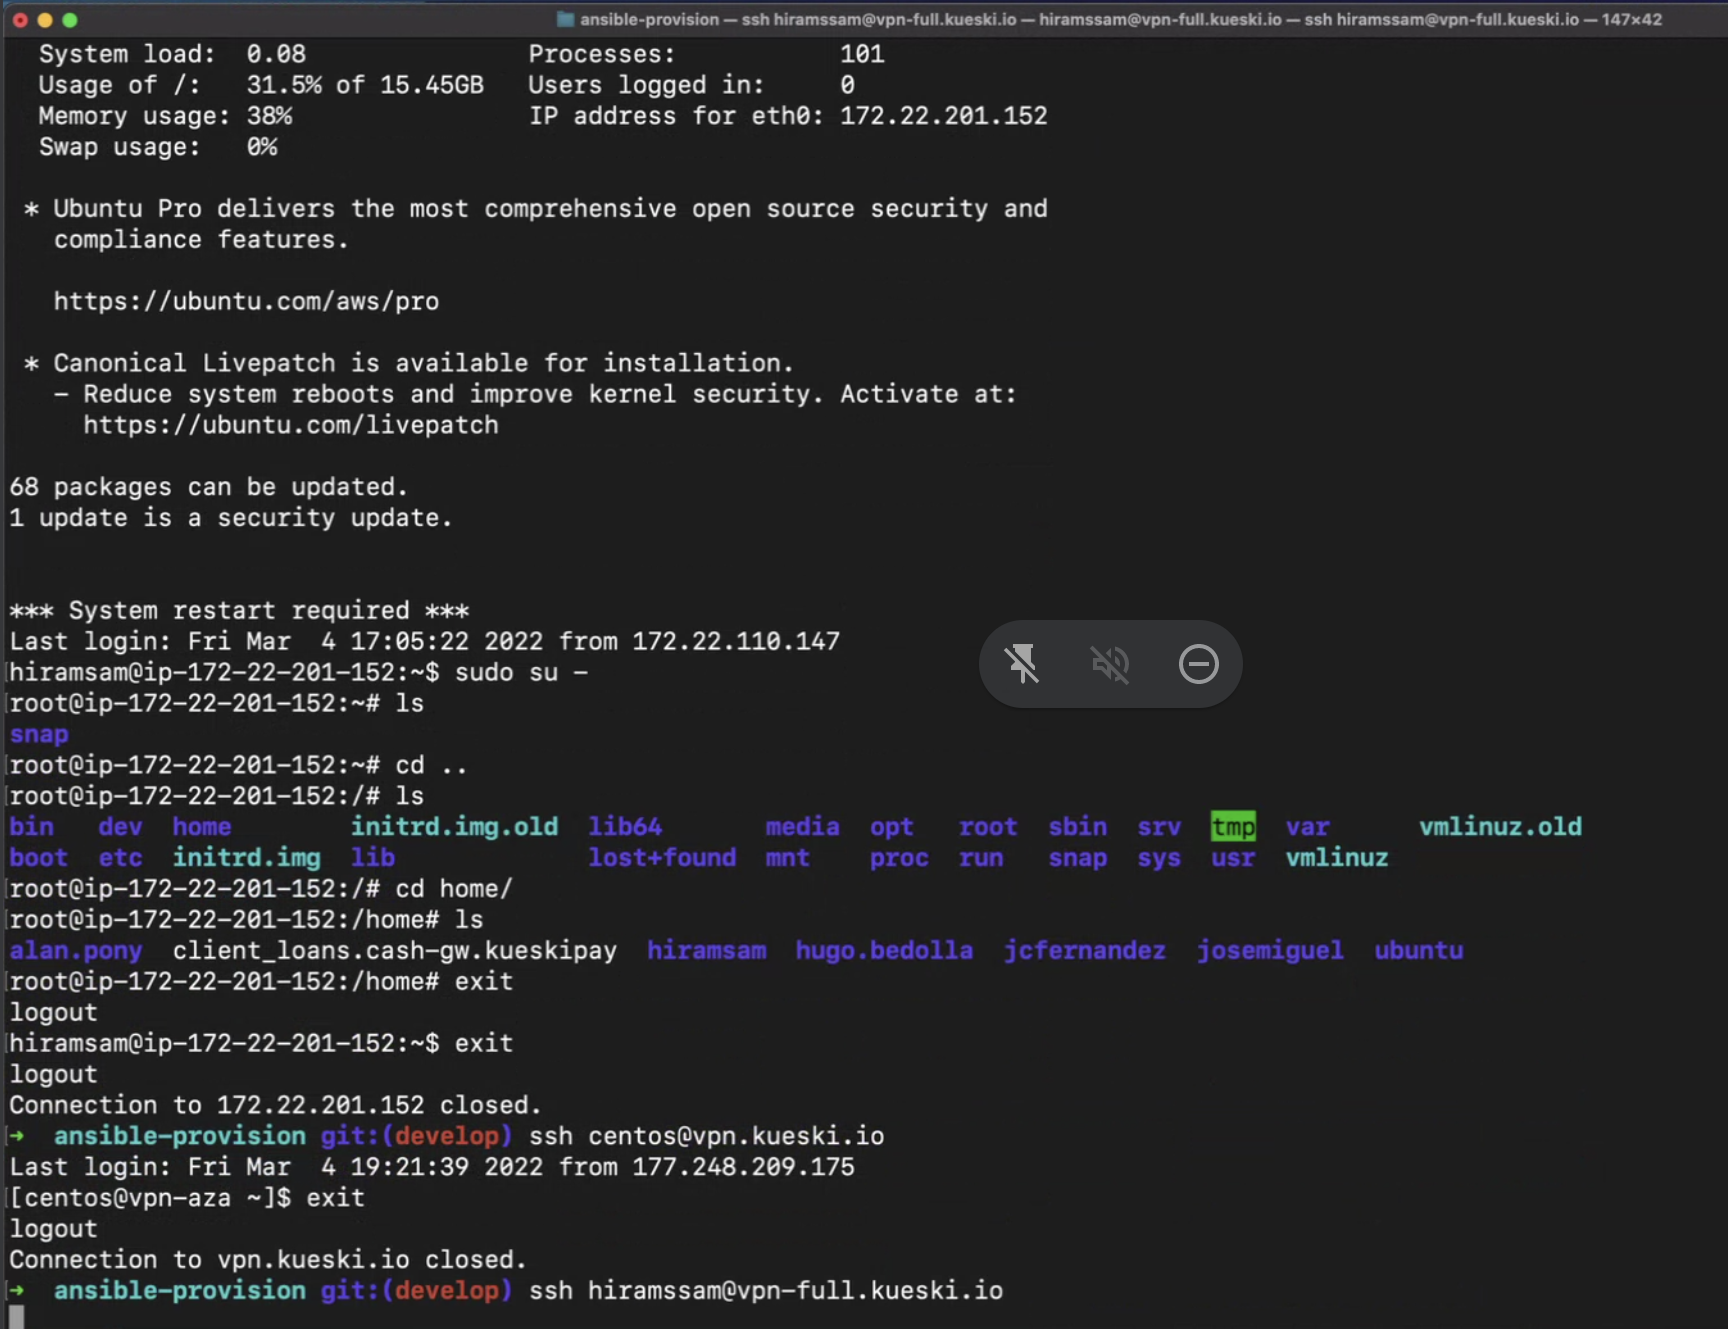 ansible-provision — ssh hiramssam@vpn-full.kueski.io — hiramssam@vpn-full.kueski.io — ssh hiramssam@vpn-full.kueski.io — 147×42
System load:  0.08               Processes:           101
Usage of /:   31.5% of 15.45GB   Users logged in:     0
Memory usage: 38%                IP address for eth0: 172.22.201.152
Swap usage:   0%
* Ubuntu Pro delivers the most comprehensive open source security and
compliance features.
https://ubuntu.com/aws/pro
* Canonical Livepatch is available for installation.
- Reduce system reboots and improve kernel security. Activate at:
https://ubuntu.com/livepatch
68 packages can be updated.
1 update is a security update.
*** System restart required ***
Last login: Fri Mar  4 17:05:22 2022 from 172.22.110.147
hiramsam@ip-172-22-201-152:~$ sudo su -
root@ip-172-22-201-152:~# ls
snap
root@ip-172-22-201-152:~# cd ..
root@ip-172-22-201-152:/# ls
bin   dev  home        initrd.img.old  lib64       media  opt   root  sbin  srv  tmp  var      vmlinuz.old
boot  etc  initrd.img  lib             lost+found  mnt    proc  run   snap  sys  usr  vmlinuz
root@ip-172-22-201-152:/# cd home/
root@ip-172-22-201-152:/home# ls
alan.pony  client_loans.cash-gw.kueskipay  hiramsam  hugo.bedolla  jcfernandez  josemiguel  ubuntu
root@ip-172-22-201-152:/home# exit
logout
hiramsam@ip-172-22-201-152:~$ exit
logout
Connection to 172.22.201.152 closed.
→  ansible-provision git:(develop) ssh centos@vpn.kueski.io
Last login: Fri Mar  4 19:21:39 2022 from 177.248.209.175
[centos@vpn-aza ~]$ exit
logout
Connection to vpn.kueski.io closed.
→  ansible-provision git:(develop) ssh hiramssam@vpn-full.kueski.io